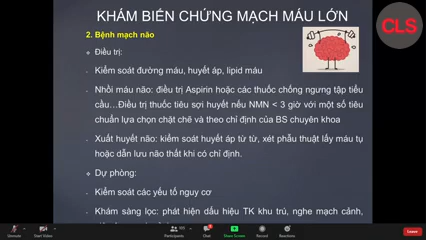 KHÁM BIẾN CHỨNG MẠCH MÁU LỚN
CLS
2. Bệnh mạch não
Điều trị:
- Kiểm soát đường máu, huyết áp, lipid máu
- Nhồi máu não: điều trị Aspirin hoặc các thuốc chống ngưng tập tiểu
cầu…Điều trị thuốc tiêu sợi huyết nếu NMN < 3 giờ với một số tiêu
chuẩn lựa chọn chặt chẽ và theo chỉ định của BS chuyên khoa
- Xuất huyết não: kiểm soát huyết áp từ từ, xét phẫu thuật lấy máu tụ
hoặc dẫn lưu não thất khi có chỉ định.
Dự phòng:
- Kiểm soát các yếu tố nguy cơ
- Khám sàng lọc: phát hiện dấu hiệu TK khu trú, nghe mạch cảnh,
Unmute
Start Video
Participants
Chat
Share Screen
Record
Reactions
Leave